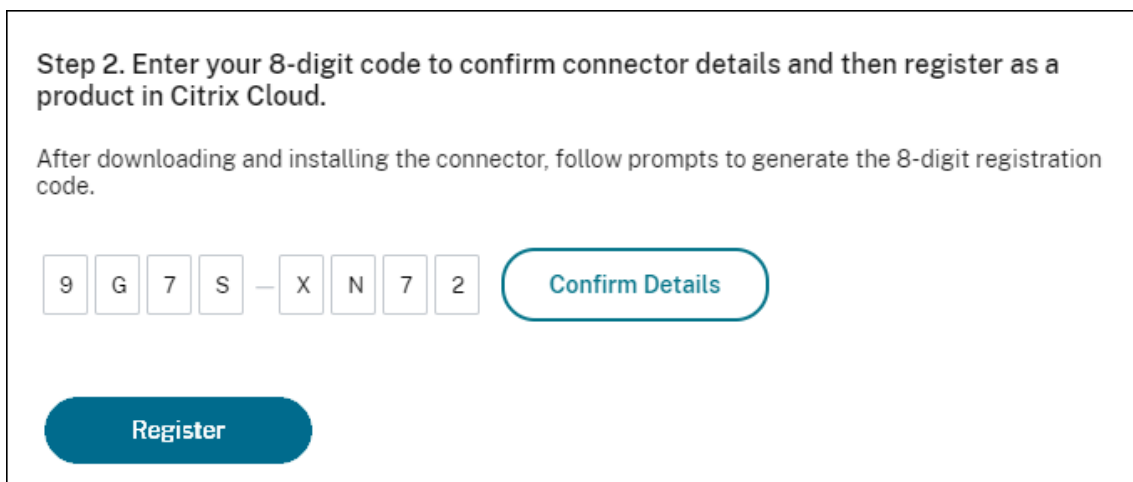 Step 2. Enter your 8-digit code to confirm connector details and then register as a
product in Citrix Cloud.
After downloading and installing the connector, follow prompts to generate the 8-digit registration
code.
9 G 7 S — X N 7 2 Confirm Details
Register